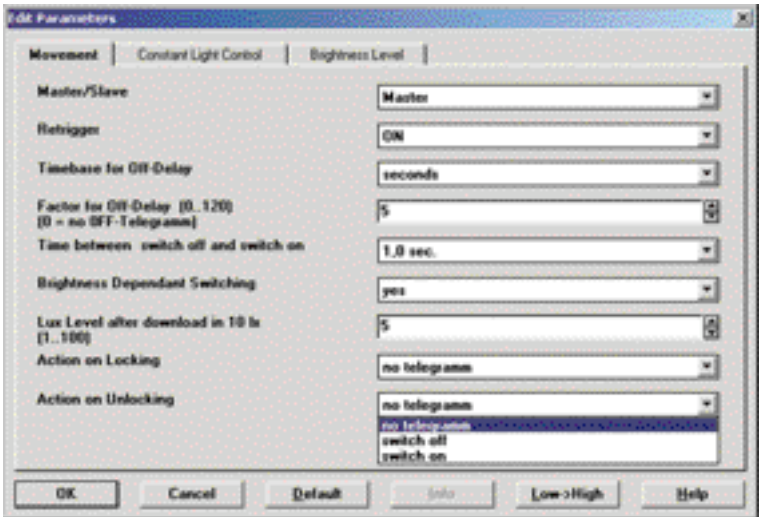 Edit Parameters
Movement
Constant Light Control
Brightness Level
Master/Slave
Master
Retrigger
ON
Timebase for Off-Delay
seconds
Factor for Off-Delay (0..120)
(0 = no OFF-Telegramm)
5
Time between switch off and switch on
1,0 sec.
Brightness Dependant Switching
yes
Lux Level after download in 10 lx
(1..100)
5
Action on Locking
no telegramm
Action on Unlocking
no telegramm
no telegramm
switch off
switch on
OK
Cancel
Default
Info
Low->High
Help